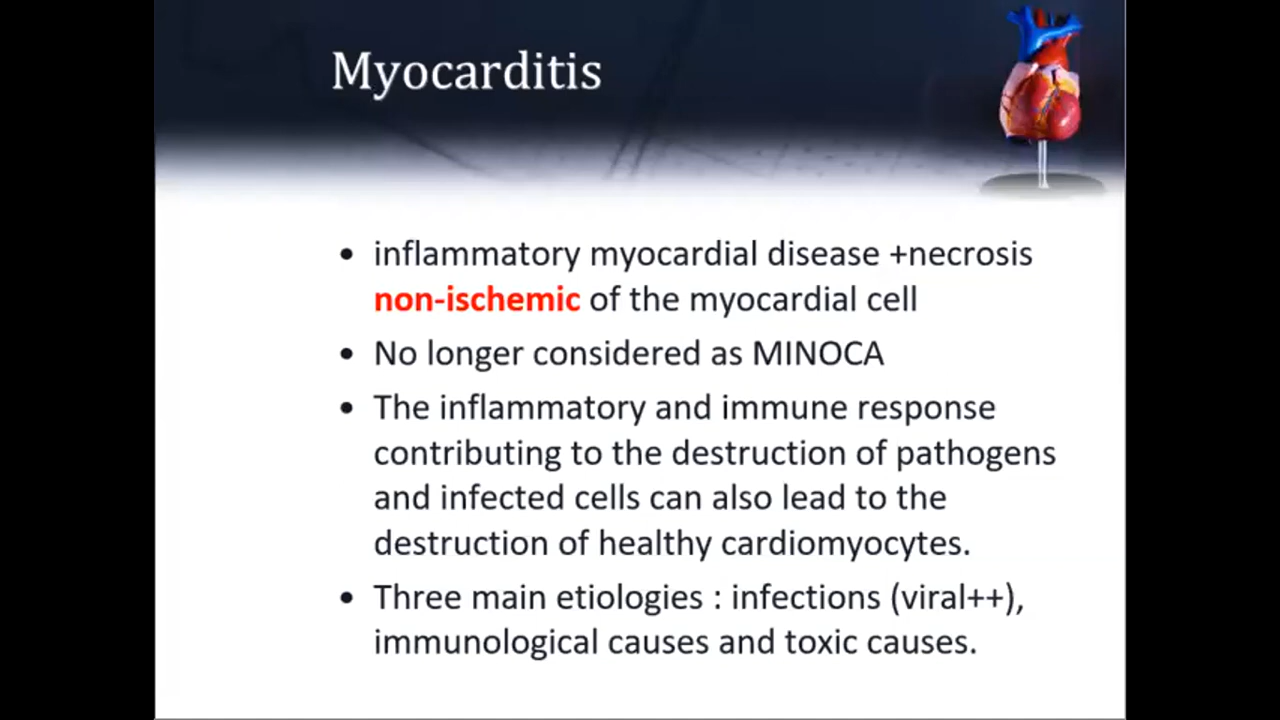 Myocarditis
• inflammatory myocardial disease +necrosis
non-ischemic of the myocardial cell
• No longer considered as MINOCA
• The inflammatory and immune response
contributing to the destruction of pathogens
and infected cells can also lead to the
destruction of healthy cardiomyocytes.
• Three main etiologies : infections (viral++),
immunological causes and toxic causes.